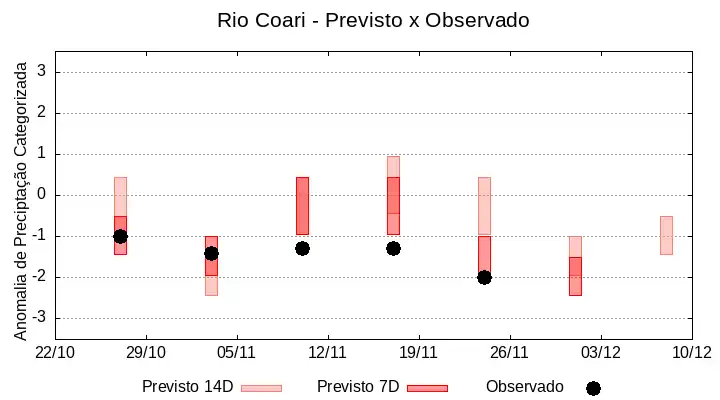 Rio Coari - Previsto x Observado
Anomalia de Preciptação Categorizada
3
2
1
0
-1
-2
-3
22/10 29/10 05/11 12/11 19/11 26/11 03/12 10/12
Previsto 14D Previsto 7D Observado